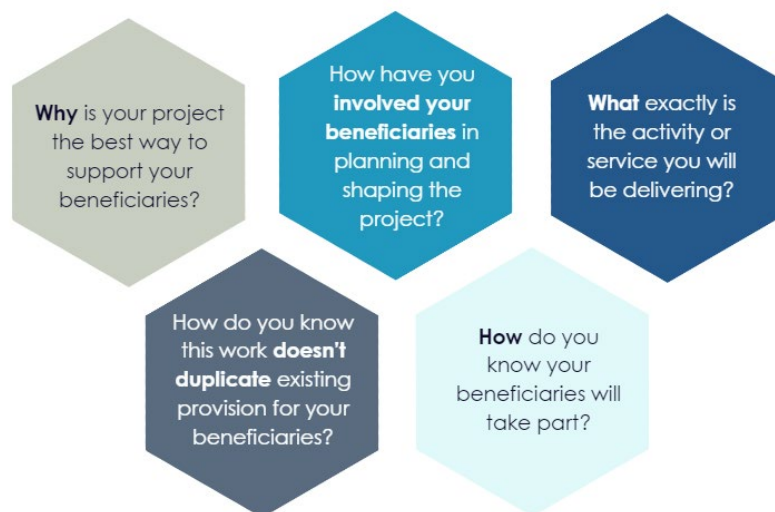 Why is your project
the best way to
support your
beneficiaries?
How have you
involved your
beneficiaries in
planning and
shaping the
project?
What exactly is
the activity or
service you will
be delivering?
How do you know
this work doesn't
duplicate existing
provision for your
beneficiaries?
How do you
know your
beneficiaries will
take part?